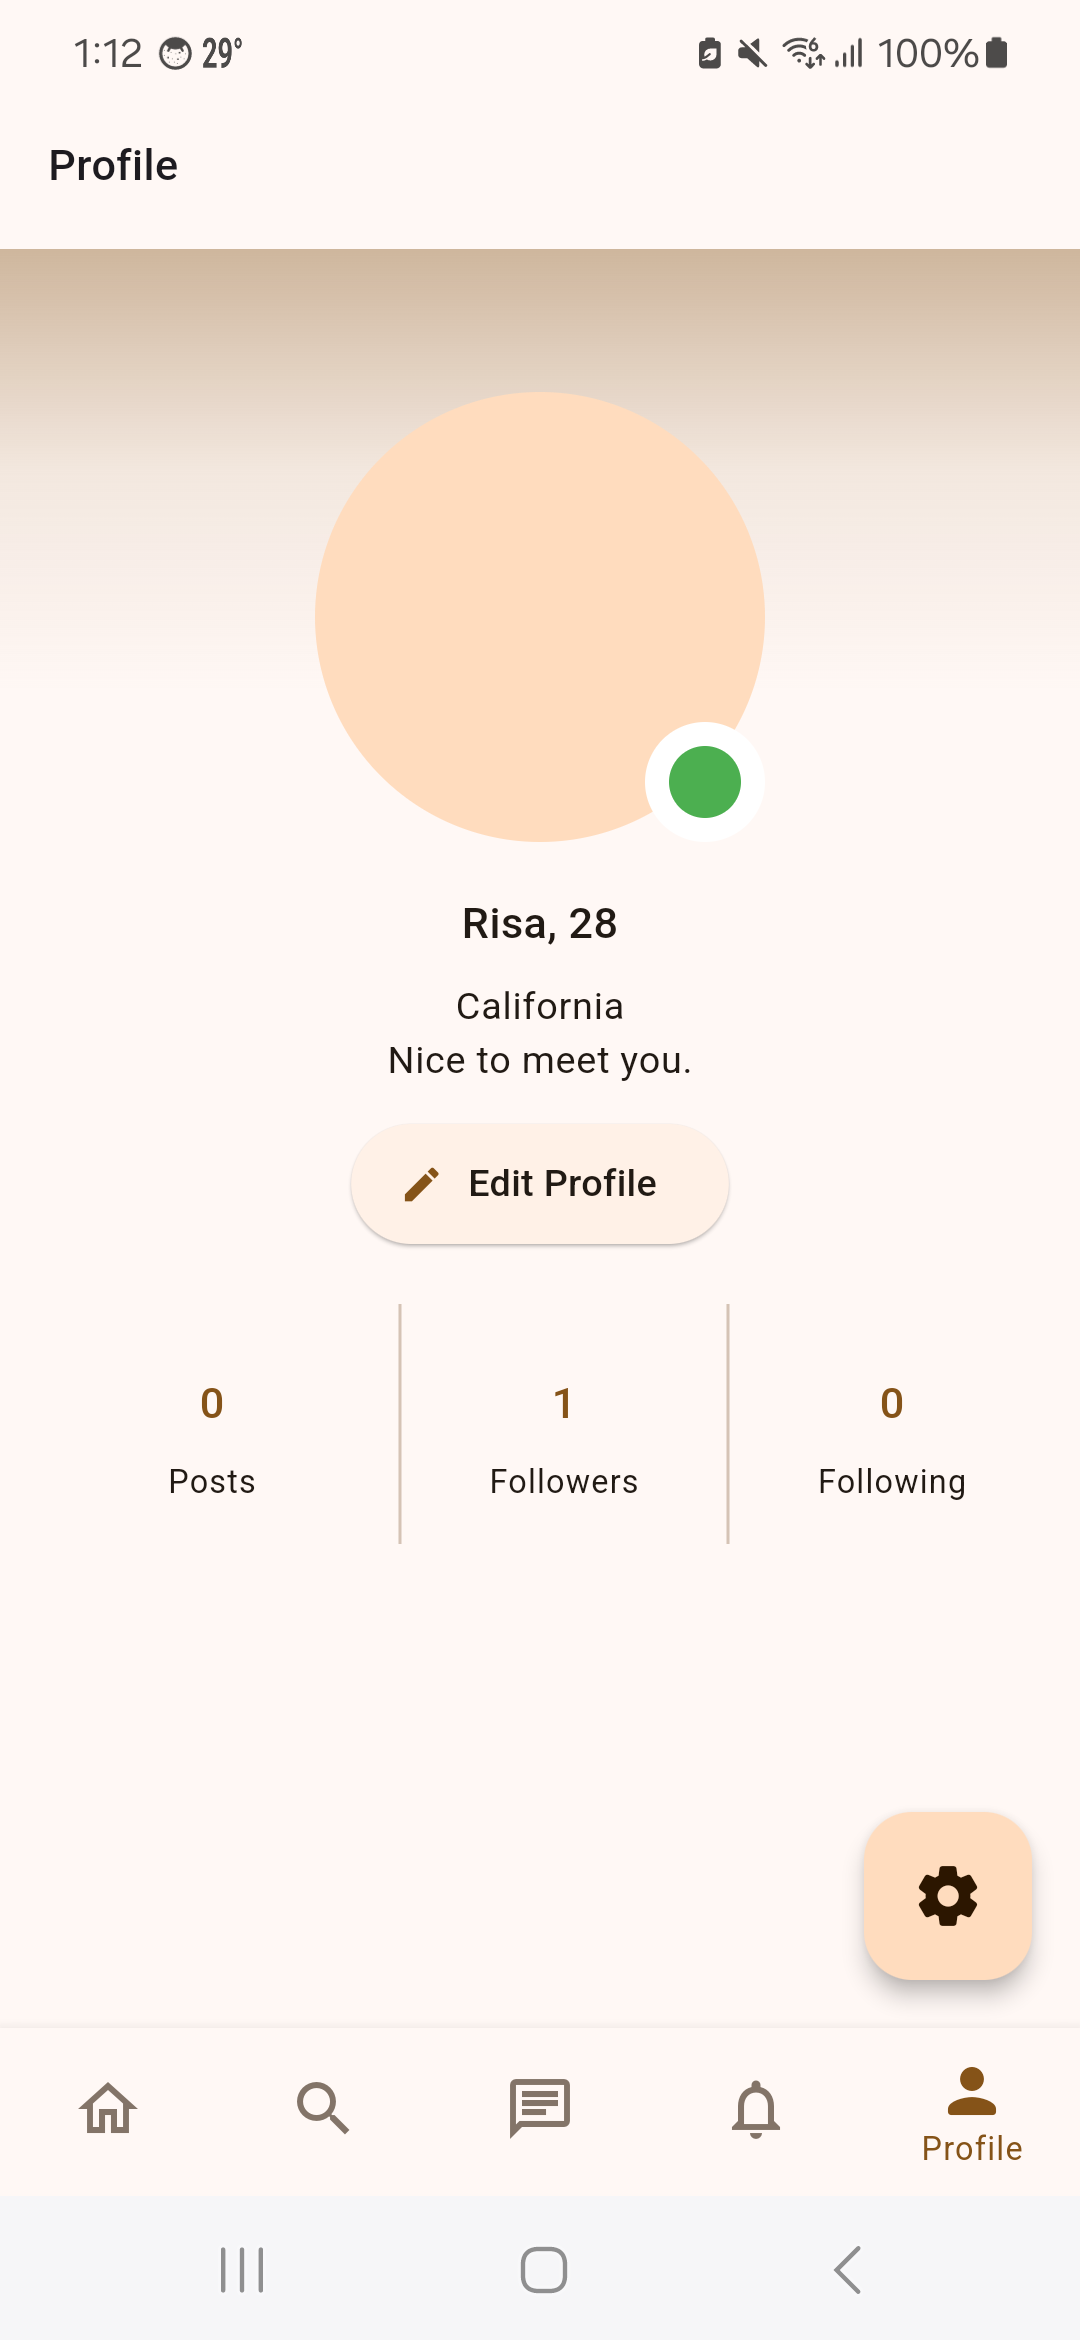 1:12 29° 6 100%
Profile
Risa, 28
California
Nice to meet you.
Edit Profile
0 1 0
Posts Followers Following
Profile